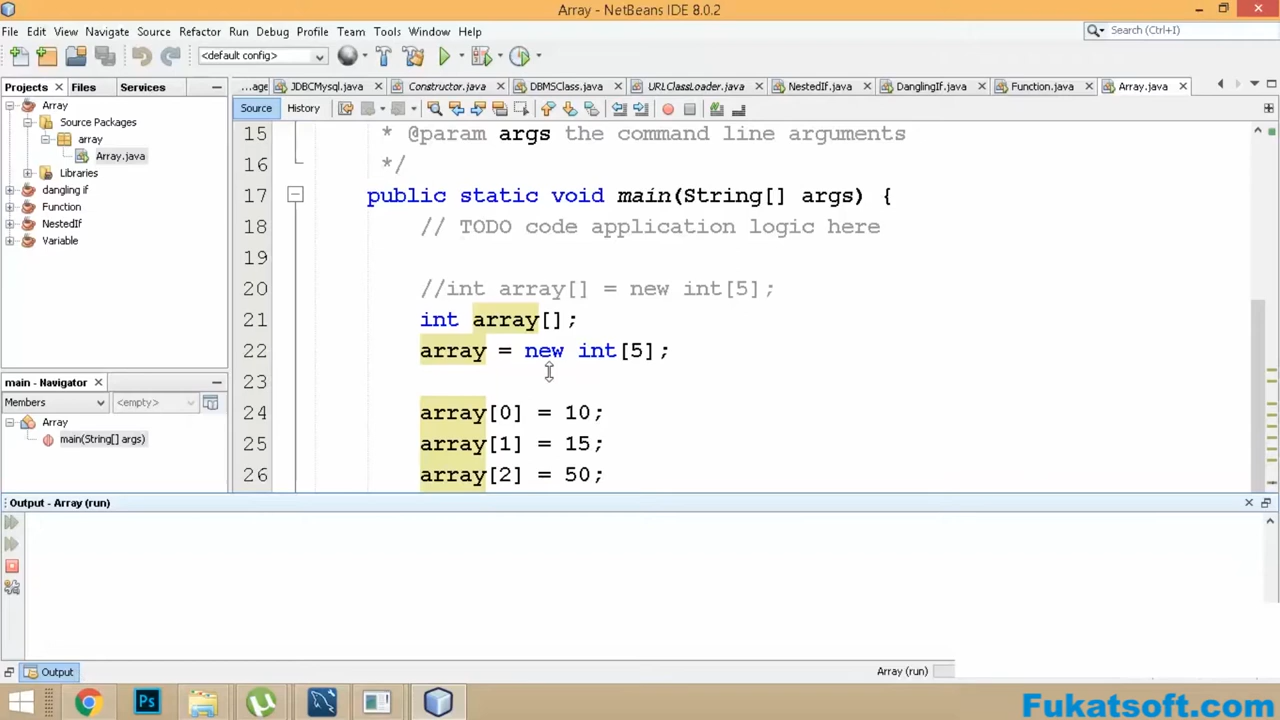 Array - NetBeans IDE 8.0.2
File Edit View Navigate Source Refactor Run Debug Profile Team Tools Window Help
Search (Ctrl+I)
<default config>
Projects Files Services
...age JDBCMysql.java Constructor.java DBMSClass.java URLClassLoader.java NestedIf.java DanglingIf.java Function.java Array.java
Source History
Array
Source Packages
array
Array.java
Libraries
dangling if
Function
NestedIf
Variable
15 * @param args the command line arguments
16 */
17 public static void main(String[] args) {
18 // TODO code application logic here
19
20 //int array[] = new int[5];
21 int array[];
22 array = new int[5];
23
24 array[0] = 10;
25 array[1] = 15;
26 array[2] = 50;
main - Navigator
Members <empty>
Array
main(String[] args)
Output - Array (run)
Output
Array (run)
Ps
Fukatsoft.com